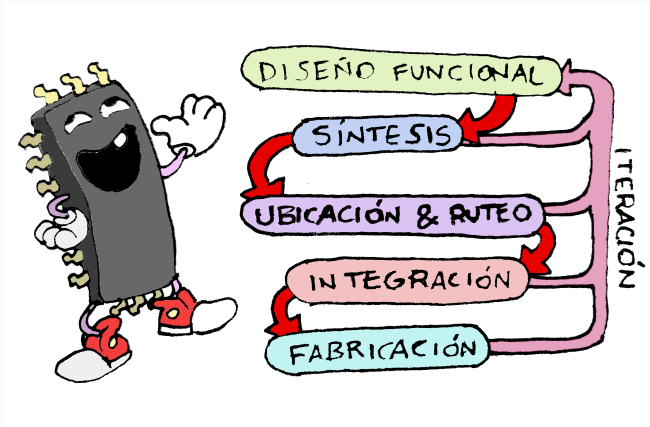 DISEÑO FUNCIONAL
SÍNTESIS
UBICACIÓN & RUTEO
INTEGRACIÓN
FABRICACIÓN
ITERACIÓN